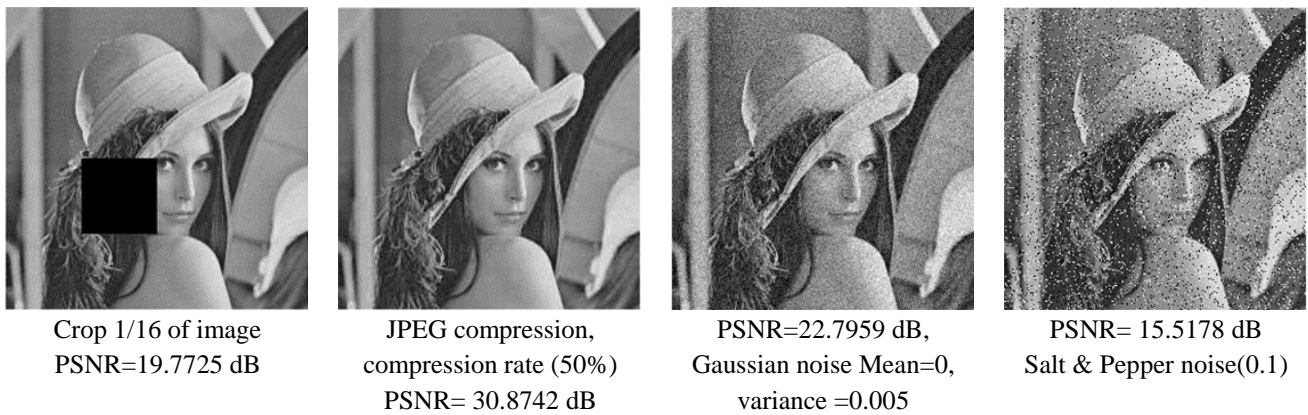 Crop 1/16 of image
PSNR=19.7725 dB
JPEG compression,
compression rate (50%)
PSNR= 30.8742 dB
PSNR=22.7959 dB,
Gaussian noise Mean=0,
variance =0.005
PSNR= 15.5178 dB
Salt & Pepper noise(0.1)